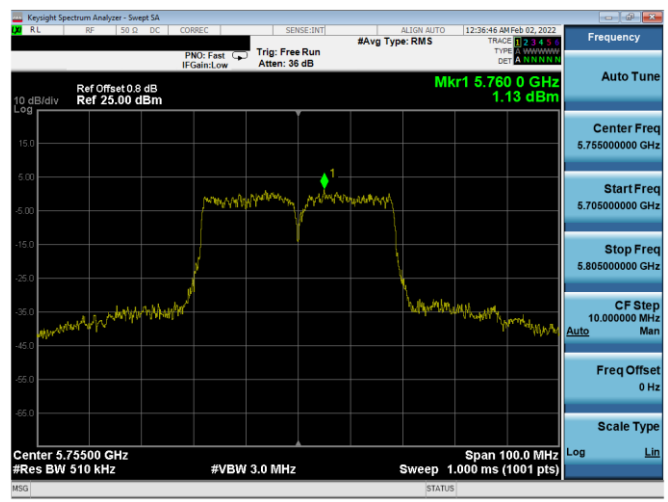 Keysight Spectrum Analyzer - Swept SA
RL RF 50 Ω DC CORREC SENSE:INT ALIGN AUTO 12:36:46 AM Feb 02, 2022
PNO: Fast
IFGain:Low
Trig: Free Run
Atten: 36 dB
#Avg Type: RMS
TRACE 1 2 3 4 5 6
TYPE A WWWWW
DET A N N N N N
Frequency
Ref Offset 0.8 dB
10 dB/div Ref 25.00 dBm
Log
Mkr1 5.760 0 GHz
1.13 dBm
15.0
5.00
-5.00
-15.0
-25.0
-35.0
-45.0
-55.0
-65.0
1
Center 5.75500 GHz
#Res BW 510 kHz
#VBW 3.0 MHz
Span 100.0 MHz
Sweep 1.000 ms (1001 pts)
Auto Tune
Center Freq
5.755000000 GHz
Start Freq
5.705000000 GHz
Stop Freq
5.805000000 GHz
CF Step
10.000000 MHz
Auto Man
Freq Offset
0 Hz
Scale Type
Log Lin
MSG STATUS